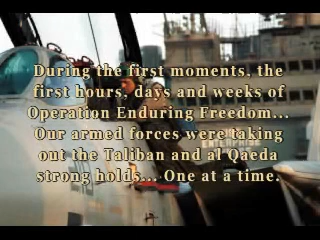 During the first moments, the
first hours, days and weeks of
Operation Enduring Freedom...
Our armed forces were taking
out the Taliban and al Qaeda
strong holds... One at a time.
ENTERPRISE